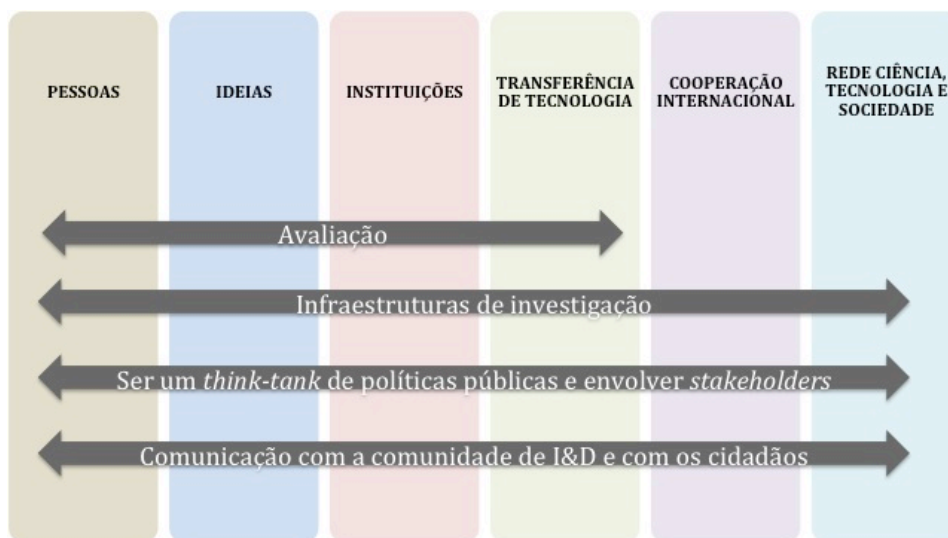 PESSOAS
IDEIAS
INSTITUIÇÕES
TRANSFERÊNCIA
DE TECNOLOGIA
COOPERAÇÃO
INTERNACIONAL
REDE CIÊNCIA,
TECNOLOGIA E
SOCIEDADE
Avaliação
Infraestruturas de investigação
Ser um think-tank de políticas públicas e envolver stakeholders
Comunicação com a comunidade de I&D e com os cidadãos